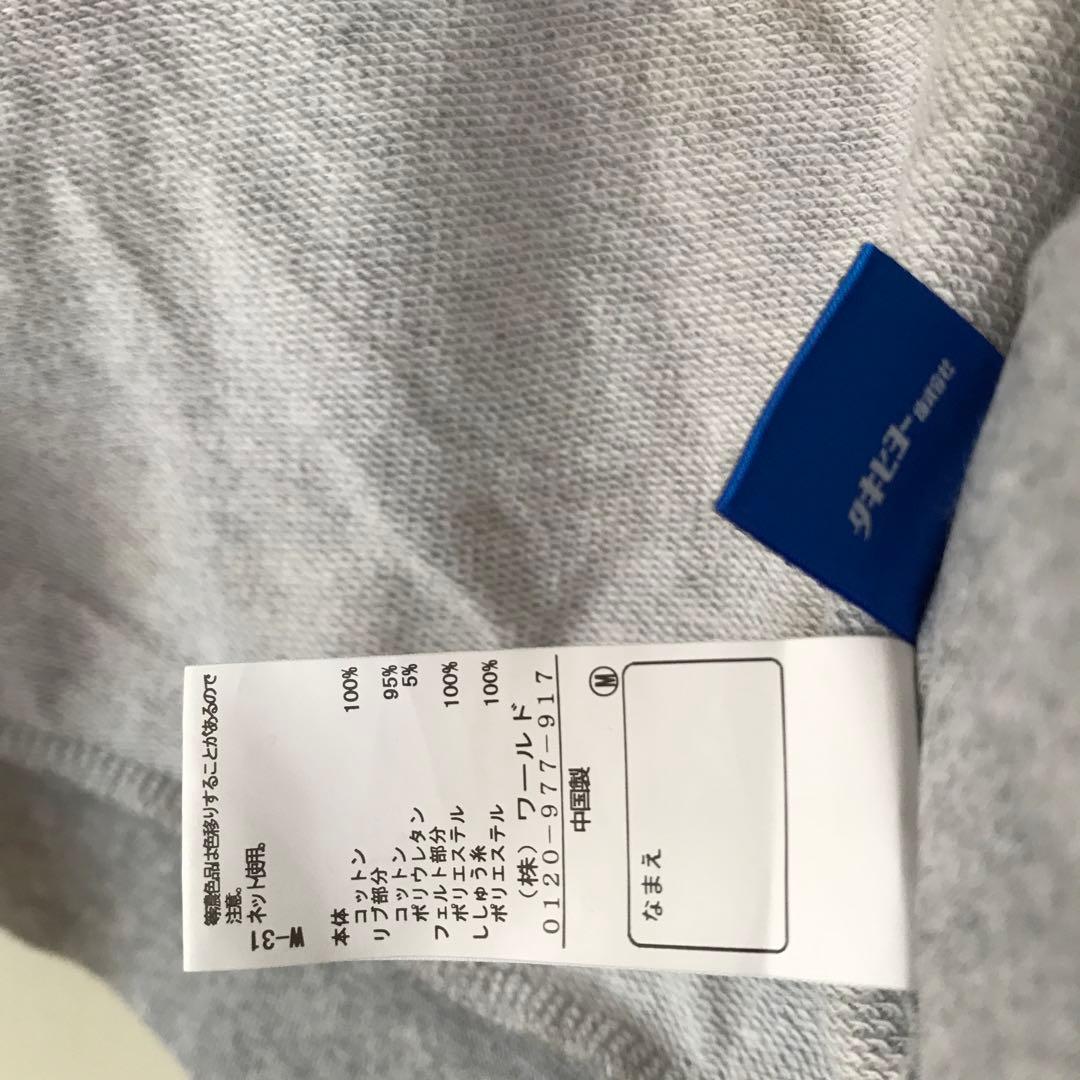 等濃色品は色移りすることがあるので
注意。
ネット使用。
W-31
本体
コットン 100%
リブ部分
コットン 95%
ポリウレタン 5%
フェルト部分
ポリエステル 100%
ししゅう糸
ポリエステル 100%
(株) ワールド
0120-977-917
中国製
M
なまえ
タキヒヨー株式会社